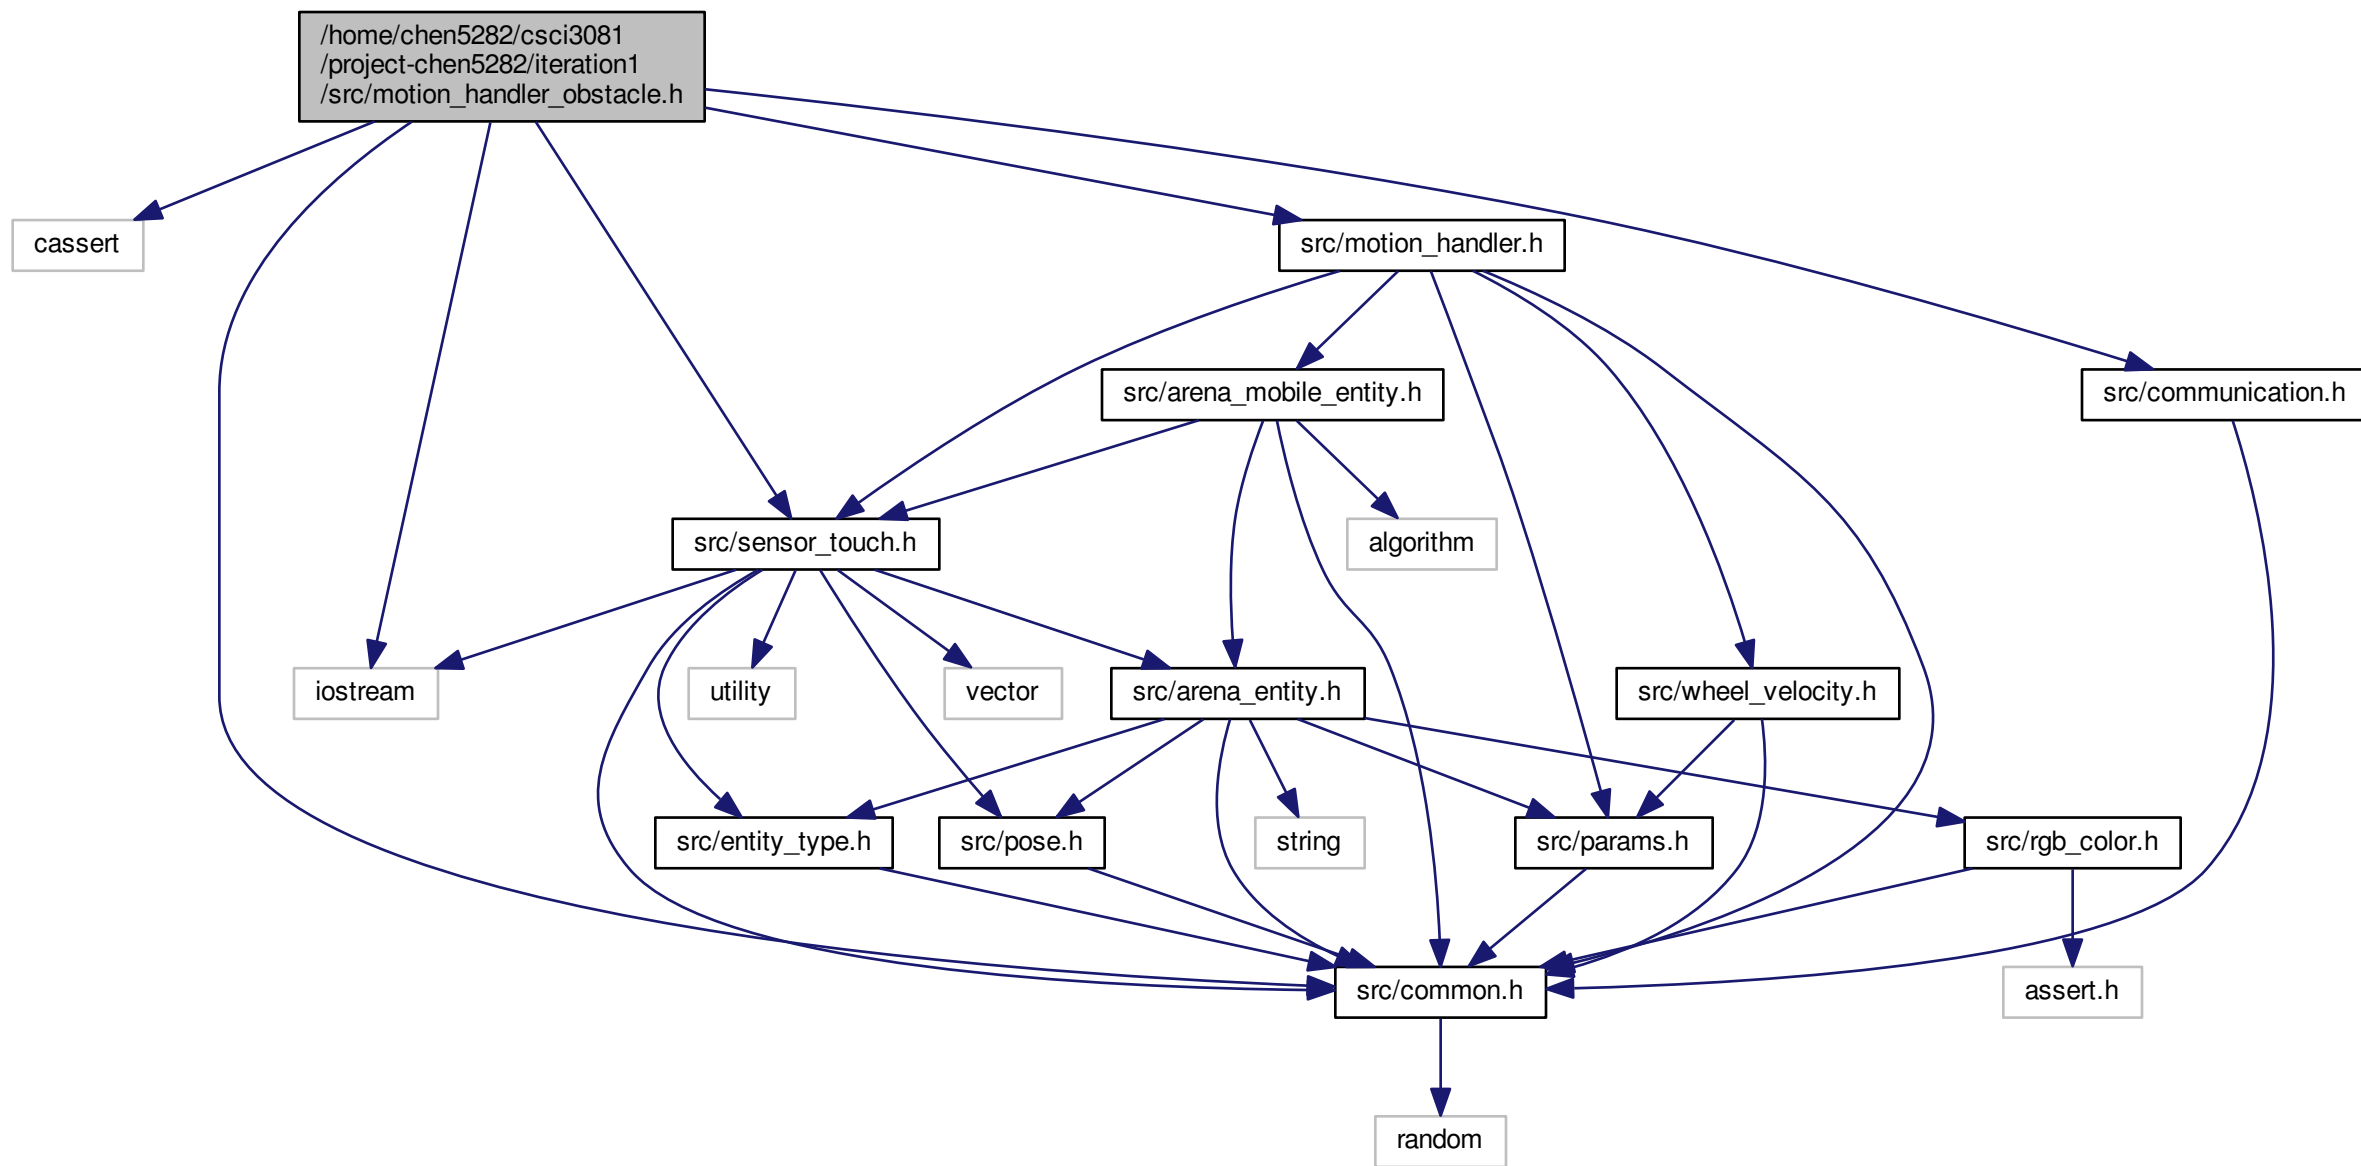 /home/chen5282/csci3081
/project-chen5282/iteration1
/src/motion_handler_obstacle.h
cassert
src/motion_handler.h
src/arena_mobile_entity.h
src/communication.h
src/sensor_touch.h
algorithm
iostream
utility
vector
src/arena_entity.h
src/wheel_velocity.h
src/entity_type.h
src/pose.h
string
src/params.h
src/rgb_color.h
src/common.h
assert.h
random